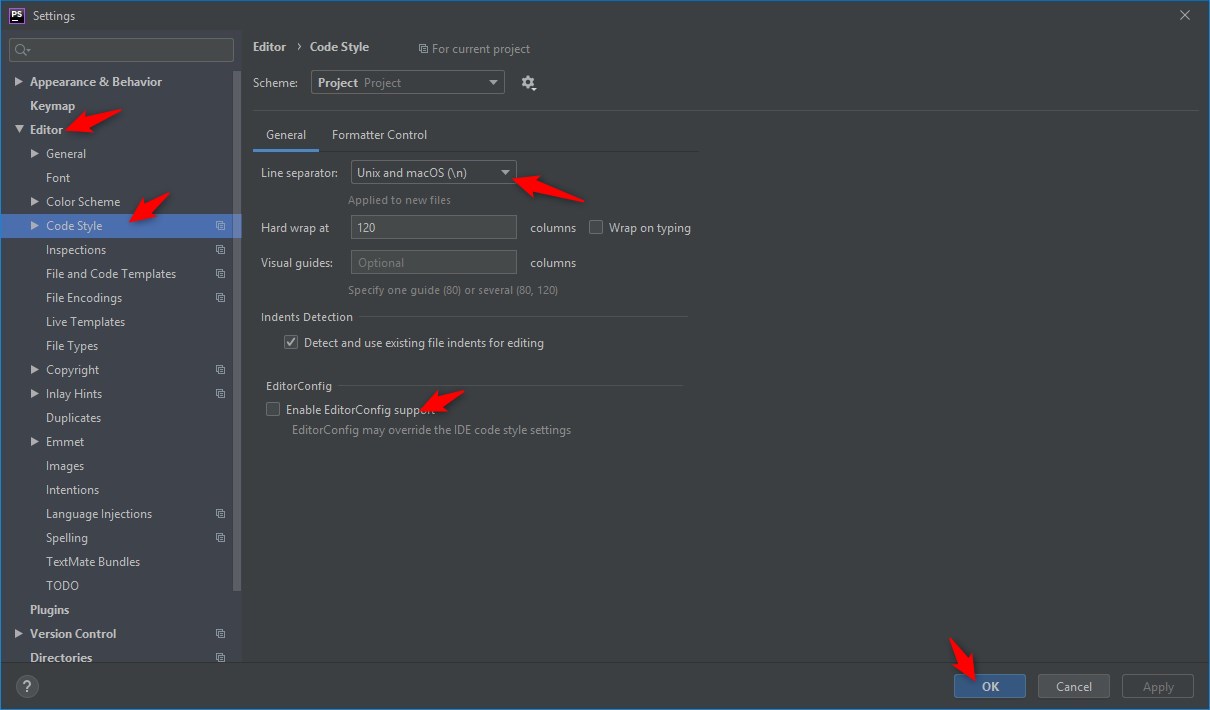 PS Settings
Appearance & Behavior
Keymap
Editor
General
Font
Color Scheme
Code Style
Inspections
File and Code Templates
File Encodings
Live Templates
File Types
Copyright
Inlay Hints
Duplicates
Emmet
Images
Intentions
Language Injections
Spelling
TextMate Bundles
TODO
Plugins
Version Control
Directories
Editor › Code Style For current project
Scheme: Project Project
General Formatter Control
Line separator: Unix and macOS (\n)
Applied to new files
Hard wrap at 120 columns Wrap on typing
Visual guides: Optional columns
Specify one guide (80) or several (80, 120)
Indents Detection
Detect and use existing file indents for editing
EditorConfig
Enable EditorConfig support
EditorConfig may override the IDE code style settings
? OK Cancel Apply